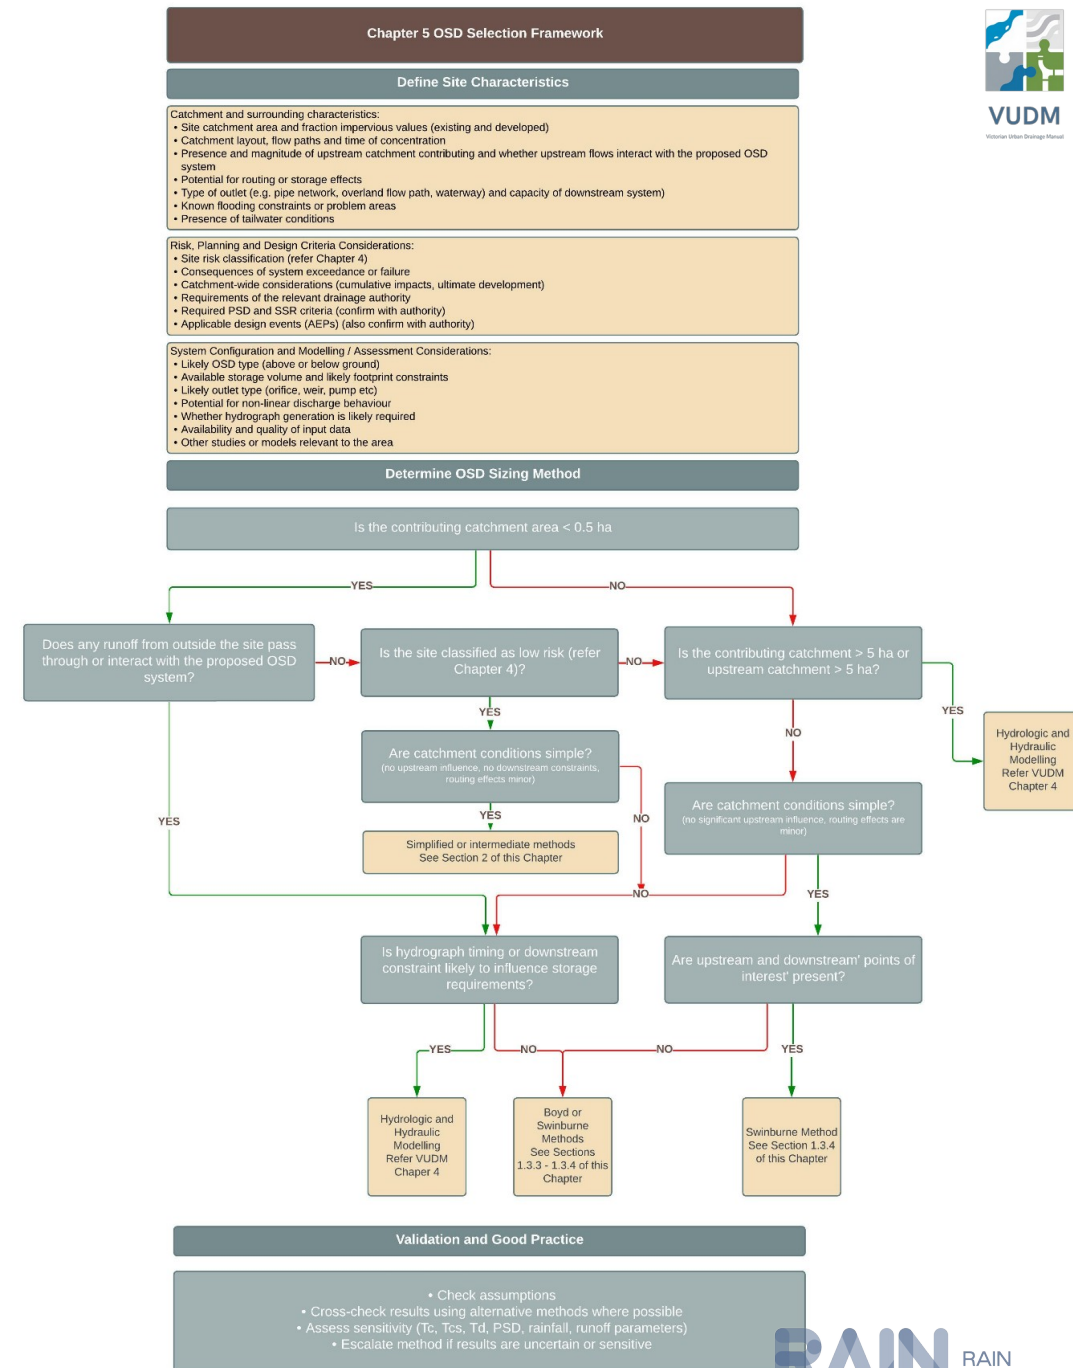 Chapter 5 OSD Selection Framework
VUDM
Victorian Urban Drainage Manual
Define Site Characteristics
Catchment and surrounding characteristics:
• Site catchment area and fraction impervious values (existing and developed)
• Catchment layout, flow paths and time of concentration
• Presence and magnitude of upstream catchment contributing and whether upstream flows interact with the proposed OSD
system
• Potential for routing or storage effects
• Type of outlet (e.g. pipe network, overland flow path, waterway) and capacity of downstream system)
• Known flooding constraints or problem areas
• Presence of tailwater conditions
Risk, Planning and Design Criteria Considerations:
• Site risk classification (refer Chapter 4)
• Consequences of system exceedance or failure
• Catchment-wide considerations (cumulative impacts, ultimate development)
• Requirements of the relevant drainage authority
• Required PSD and SSR criteria (confirm with authority)
• Applicable design events (AEPs) (also confirm with authority)
System Configuration and Modelling / Assessment Considerations:
• Likely OSD type (above or below ground)
• Available storage volume and likely footprint constraints
• Likely outlet type (orifice, weir, pump etc)
• Potential for non-linear discharge behaviour
• Whether hydrograph generation is likely required
• Availability and quality of input data
• Other studies or models relevant to the area
Determine OSD Sizing Method
Is the contributing catchment area < 0.5 ha
YES
NO
Does any runoff from outside the site pass
through or interact with the proposed OSD
system?
NO
Is the site classified as low risk (refer
Chapter 4)?
NO
Is the contributing catchment > 5 ha or
upstream catchment > 5 ha?
YES
YES
NO
Hydrologic and
Hydraulic
Modelling
Refer VUDM
Chapter 4
Are catchment conditions simple?
(no upstream influence, no downstream constraints,
routing effects minor)
Are catchment conditions simple?
(no significant upstream influence, routing effects are
minor)
YES
YES
NO
Simplified or intermediate methods
See Section 2 of this Chapter
NO
YES
Is hydrograph timing or downstream
constraint likely to influence storage
requirements?
Are upstream and downstream' points of
interest' present?
YES
NO
NO
YES
Hydrologic and
Hydraulic
Modelling
Refer VUDM
Chaper 4
Boyd or
Swinburne
Methods
See Sections
1.3.3 - 1.3.4 of this
Chapter
Swinburne Method
See Section 1.3.4
of this Chapter
Validation and Good Practice
• Check assumptions
• Cross-check results using alternative methods where possible
• Assess sensitivity (Tc, Tcs, Td, PSD, rainfall, runoff parameters)
• Escalate method if results are uncertain or sensitive
RAIN
RAIN